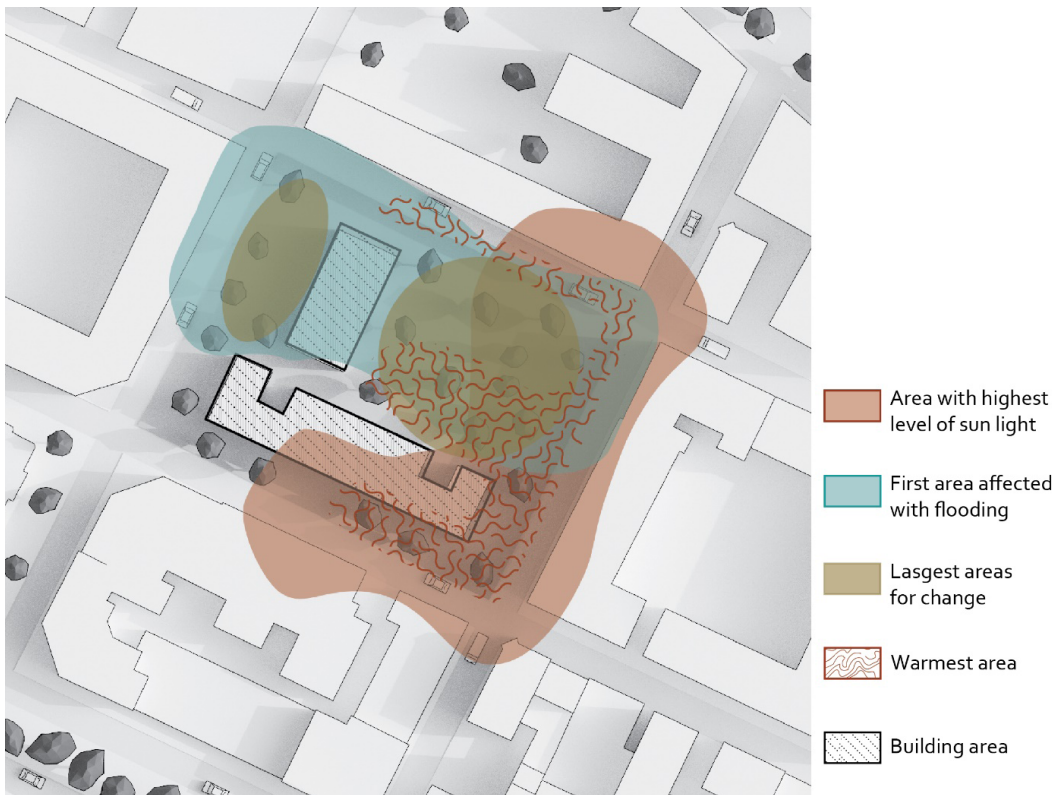 Area with highest
level of sun light
First area affected
with flooding
Lasgest areas
for change
Warmest area
Building area